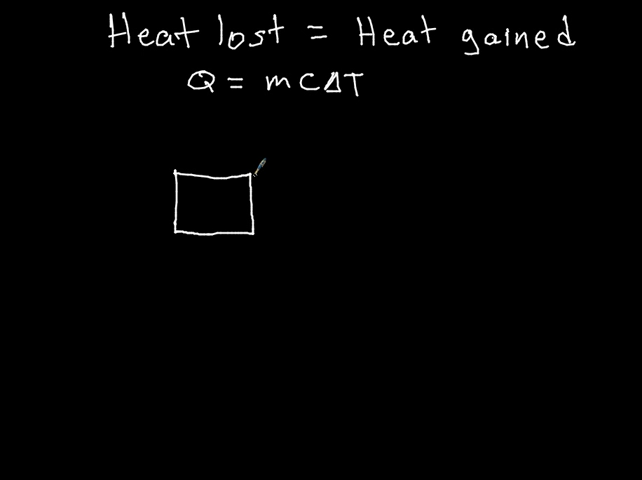 Heat lost = Heat gained
Q = mCΔT